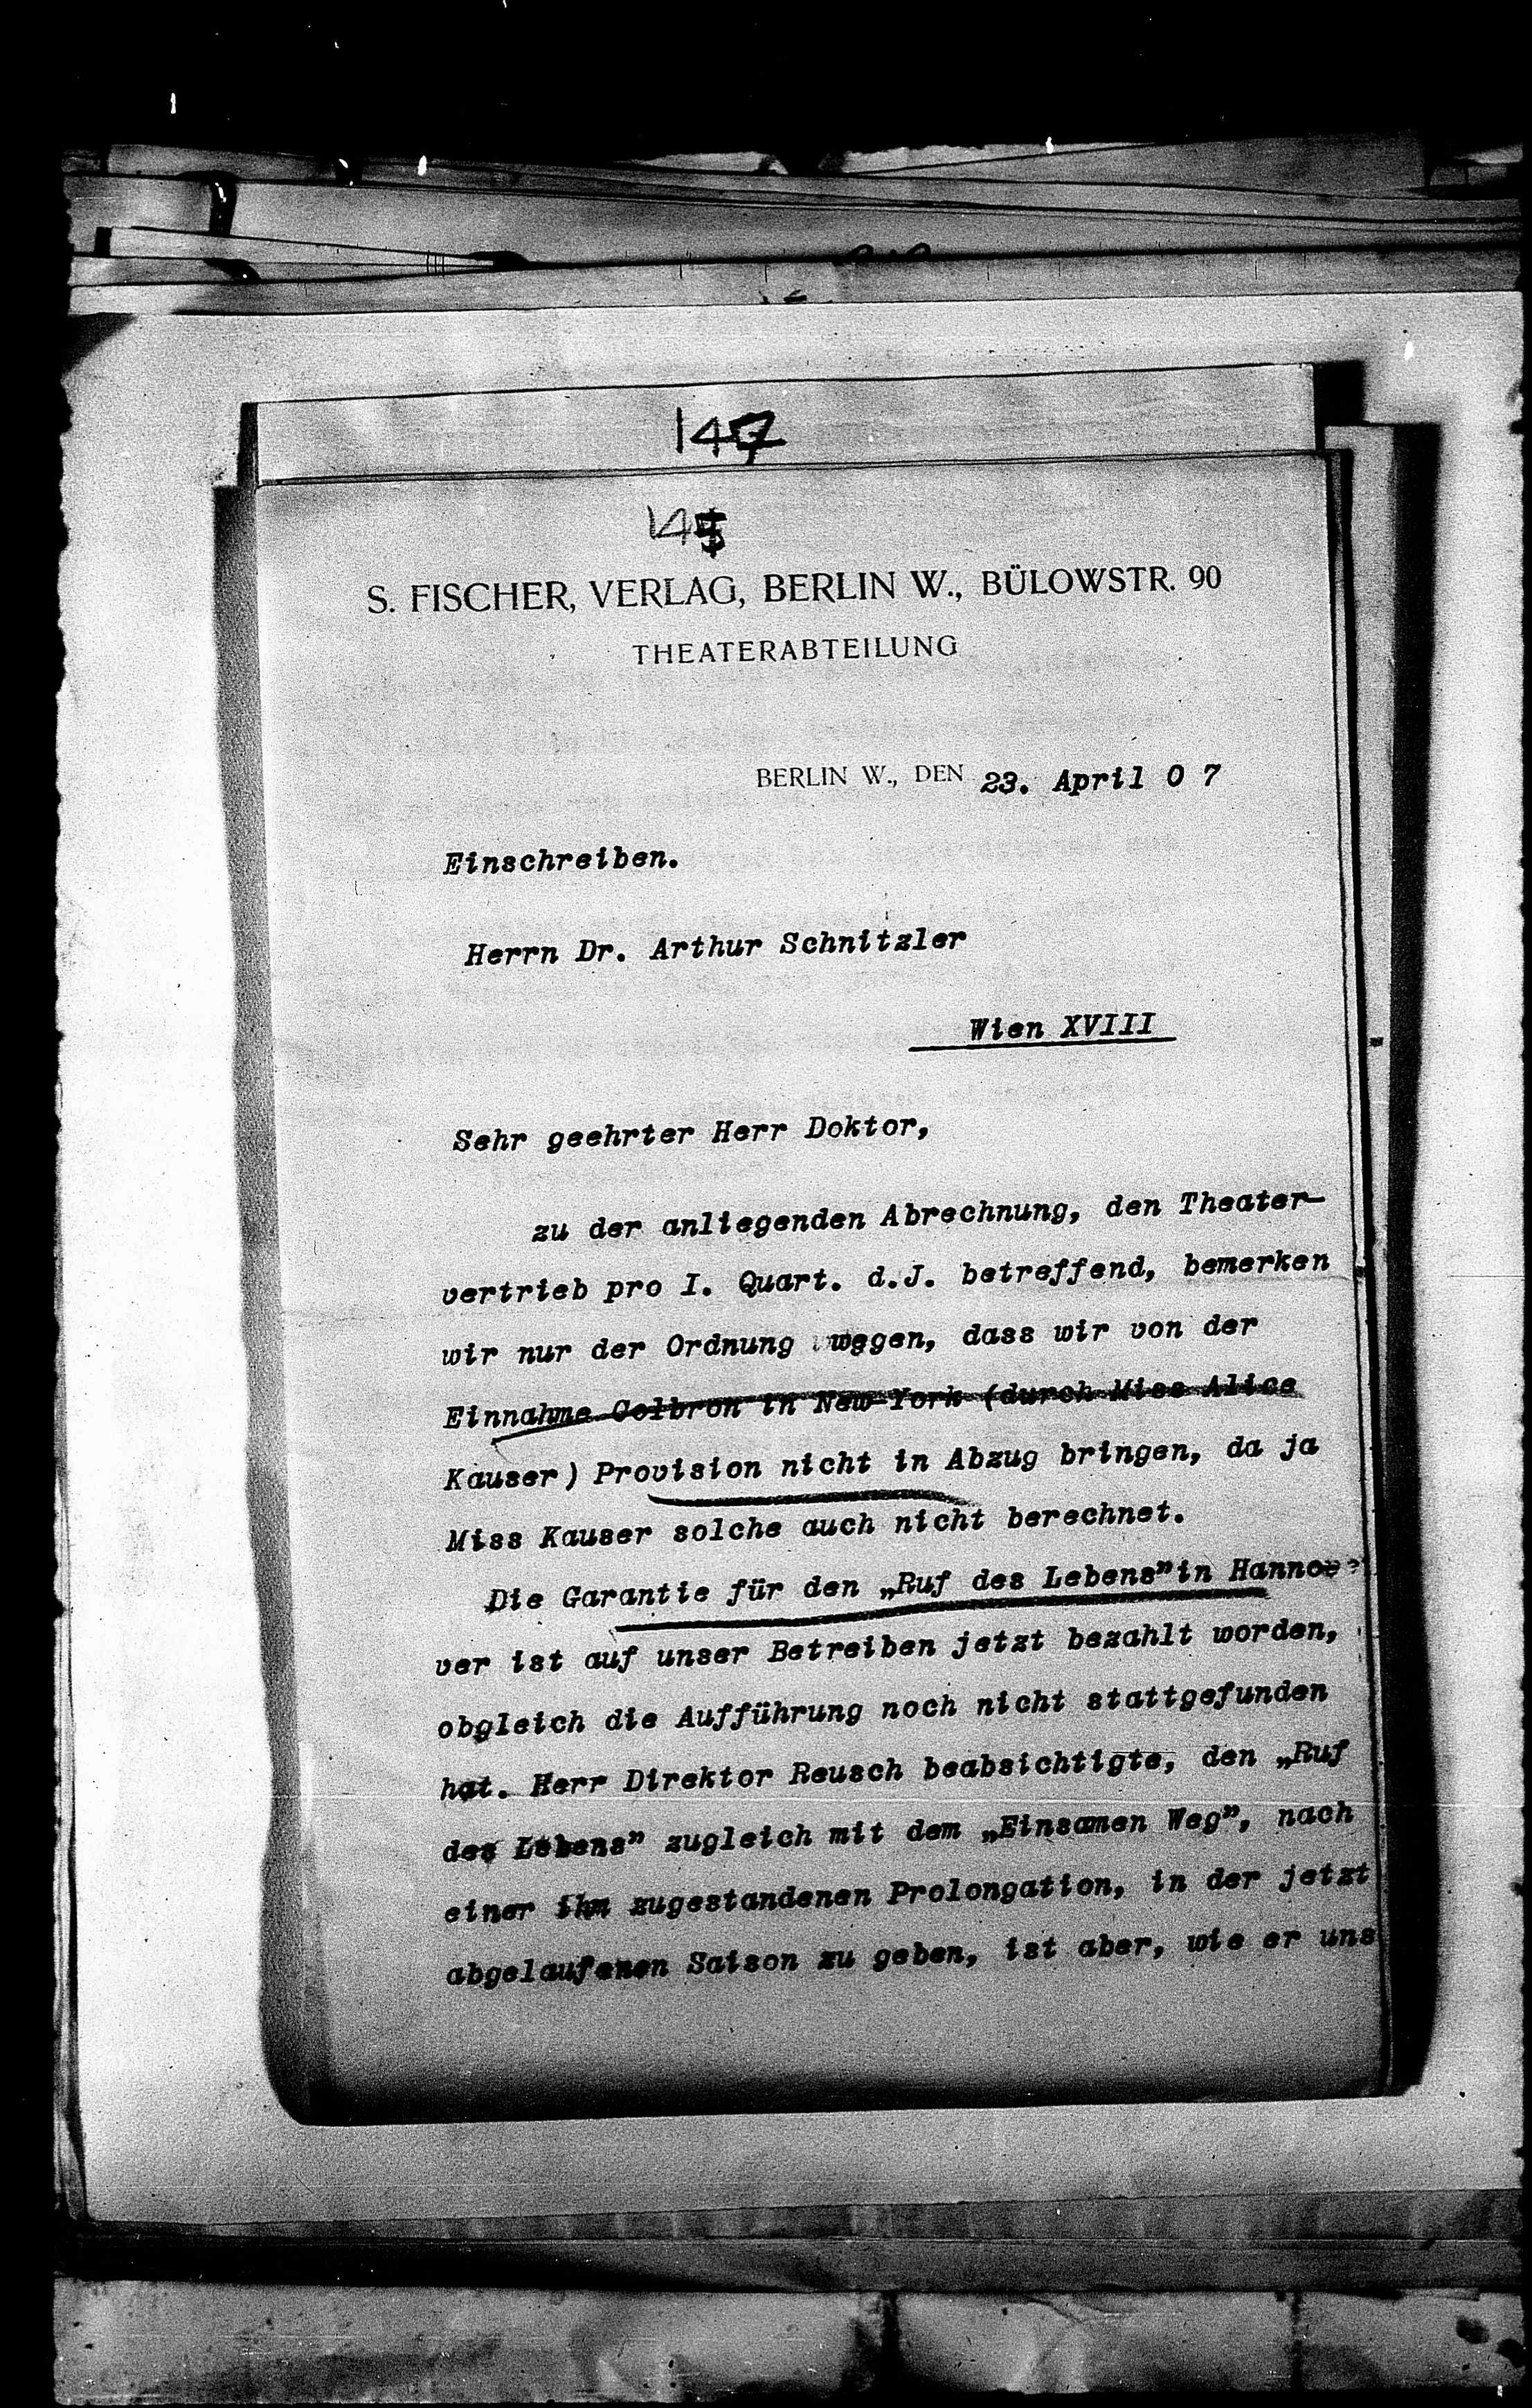 147
145
S. FISCHER, VERLAG, BERLIN W., BÜLOWSTR. 90
THEATERABTEILUNG
BERLIN W., DEN 23. April 0 7
Einschreiben.
Herrn Dr. Arthur Schnitzler
Wien XVIII
Sehr geehrter Herr Doktor,
zu der anliegenden Abrechnung, den Theater-
vertrieb pro I. Quart. d.J. betreffend, bemerken
wir nur der Ordnung wegen, dass wir von der
Einnahme Colbron in New-York (durch Miss Alice
Kauser) Provision nicht in Abzug bringen, da ja
Miss Kauser solche auch nicht berechnet.
Die Garantie für den „Ruf des Lebens” in Hanno-
ver ist auf unser Betreiben jetzt bezahlt worden,
obgleich die Aufführung noch nicht stattgefunden
hat. Herr Direktor Reusch beabsichtigte, den „Ruf
des Lebens” zugleich mit dem „Einsamen Weg”, nach
einer ihm zugestandenen Prolongation, in der jetzt
abgelaufenen Saison zu geben, ist aber, wie er uns